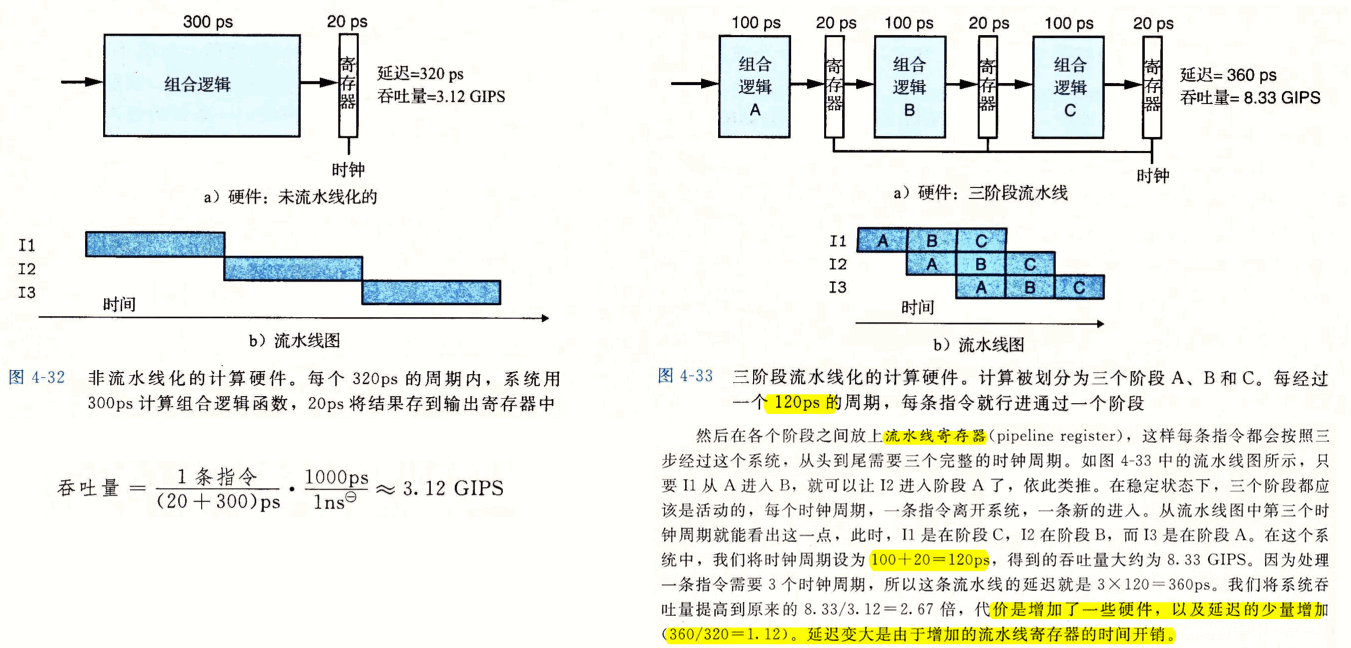 300 ps
20 ps
组合逻辑
寄存器
延迟=320 ps
吞吐量=3.12 GIPS
时钟
a）硬件：未流水线化的
I1
I2
I3
时间
b）流水线图
图 4-32 非流水线化的计算硬件。每个 320ps 的周期内，系统用
300ps 计算组合逻辑函数，20ps 将结果存到输出寄存器中
吞吐量 = 1 条指令/(20＋300)ps · 1000ps/1ns⊖ ≈ 3.12 GIPS
100 ps
20 ps
100 ps
20 ps
100 ps
20 ps
组合
逻辑
A
寄存器
组合
逻辑
B
寄存器
组合
逻辑
C
寄存器
延迟= 360 ps
吞吐量= 8.33 GIPS
时钟
a）硬件：三阶段流水线
I1 A B C
I2 A B C
I3 A B C
时间
b）流水线图
图 4-33 三阶段流水线化的计算硬件。计算被划分为三个阶段 A、B 和 C。每经过
一个 120ps 的周期，每条指令就行进通过一个阶段
然后在各个阶段之间放上流水线寄存器(pipeline register)，这样每条指令都会按照三
步经过这个系统，从头到尾需要三个完整的时钟周期。如图 4-33 中的流水线图所示，只
要 I1 从 A 进入 B，就可以让 I2 进入阶段 A 了，依此类推。在稳定状态下，三个阶段都应
该是活动的，每个时钟周期，一条指令离开系统，一条新的进入。从流水线图中第三个时
钟周期就能看出这一点，此时，I1 是在阶段 C，I2 在阶段 B，而 I3 是在阶段 A。在这个系
统中，我们将时钟周期设为 100＋20＝120ps，得到的吞吐量大约为 8.33 GIPS。因为处理
一条指令需要 3 个时钟周期，所以这条流水线的延迟就是 3×120＝360ps。我们将系统吞
吐量提高到原来的 8.33/3.12＝2.67 倍，代价是增加了一些硬件，以及延迟的少量增加
(360/320＝1.12)。延迟变大是由于增加的流水线寄存器的时间开销。